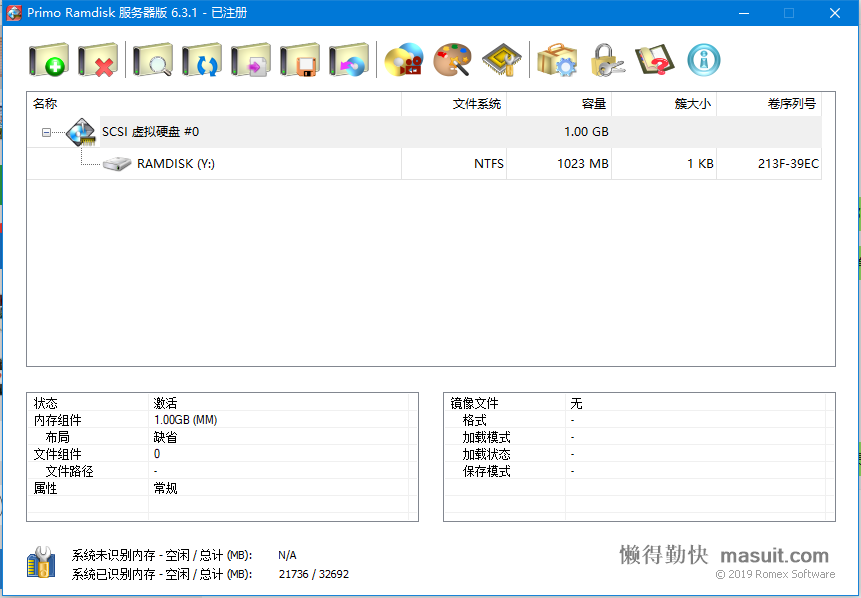 Primo Ramdisk 服务器版 6.3.1 - 已注册
名称 文件系统 容量 簇大小 卷序列号
SCSI 虚拟硬盘 #0 1.00 GB
RAMDISK (Y:) NTFS 1023 MB 1 KB 213F-39EC
状态 激活
内存组件 1.00GB (MM)
布局 缺省
文件组件 0
文件路径 -
属性 常规
镜像文件 无
格式 -
加载模式 -
加载状态 -
保存模式 -
系统未识别内存 - 空闲 / 总计 (MB): N/A
系统已识别内存 - 空闲 / 总计 (MB): 21736 / 32692
懒得勤快 masuit.com
© 2019 Romex Software